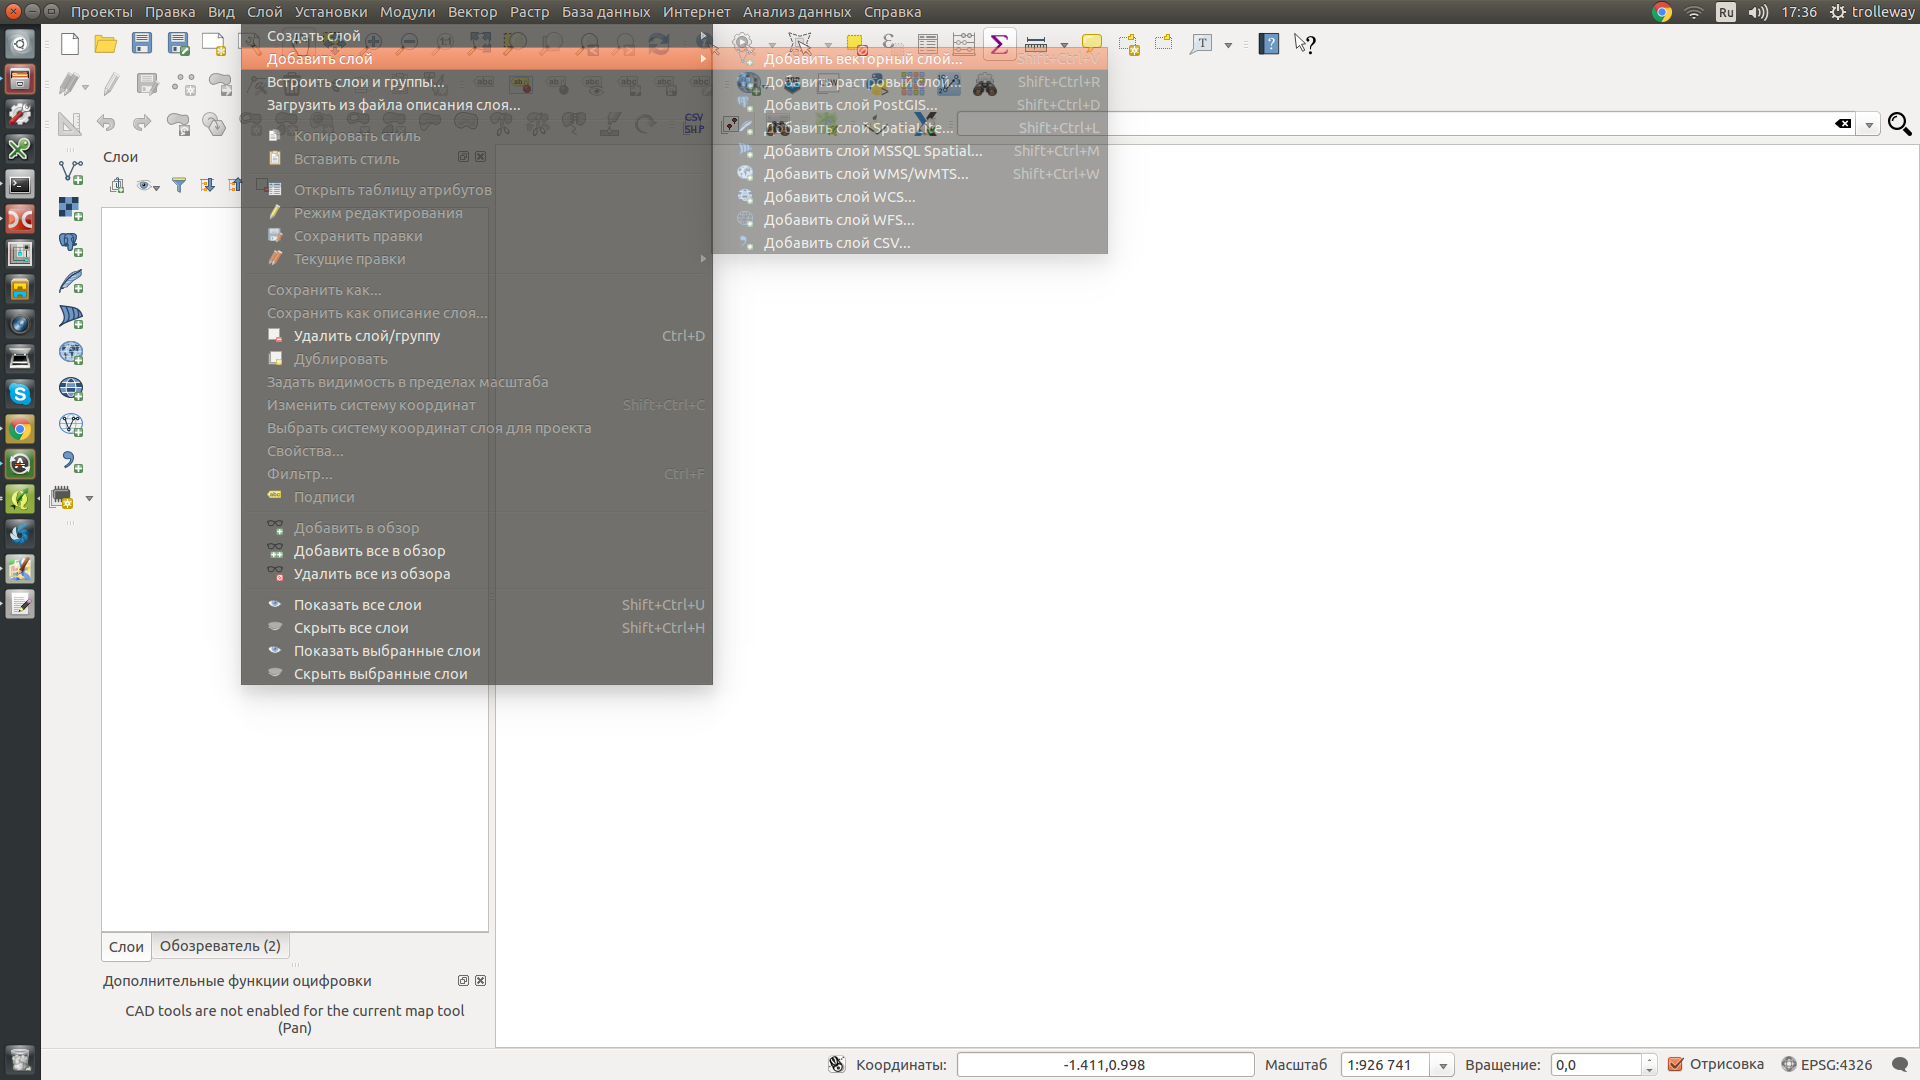 Проекты Правка Вид Слой Установки Модули Вектор Растр База данных Интернет Анализ данных Справка Ru 17:36 trolleway
Создать слой
Добавить слой
Встроить слои и группы...
Загрузить из файла описания слоя...
Копировать стиль
Вставить стиль
Открыть таблицу атрибутов
Режим редактирования
Сохранить правки
Текущие правки
Сохранить как...
Сохранить как описание слоя...
Удалить слой/группу Ctrl+D
Дублировать
Задать видимость в пределах масштаба
Изменить систему координат Shift+Ctrl+C
Выбрать систему координат слоя для проекта
Свойства...
Фильтр... Ctrl+F
Подписи
Добавить в обзор
Добавить все в обзор
Удалить все из обзора
Показать все слои Shift+Ctrl+U
Скрыть все слои Shift+Ctrl+H
Показать выбранные слои
Скрыть выбранные слои
Добавить векторный слой... Shift+Ctrl+V
Добавить растровый слой... Shift+Ctrl+R
Добавить слой PostGIS... Shift+Ctrl+D
Добавить слой SpatiaLite... Shift+Ctrl+L
Добавить слой MSSQL Spatial... Shift+Ctrl+M
Добавить слой WMS/WMTS... Shift+Ctrl+W
Добавить слой WCS...
Добавить слой WFS...
Добавить слой CSV...
CSV
SHP
Слои
Слои Обозреватель (2)
Дополнительные функции оцифровки
CAD tools are not enabled for the current map tool
(Pan)
Координаты: -1.411,0.998 Масштаб 1:926 741 Вращение: 0,0 Отрисовка EPSG:4326